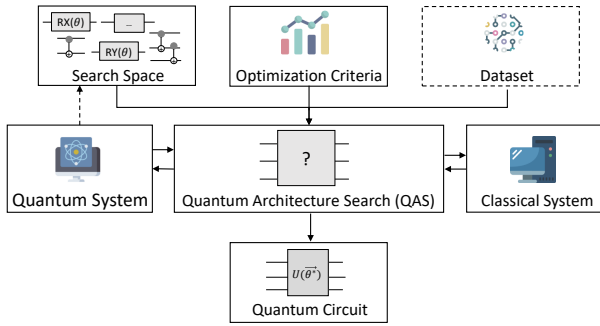 RX(θ)
...
RY(θ)
Search Space
Optimization Criteria
Dataset
Quantum System
?
Quantum Architecture Search (QAS)
Classical System
U(θ*)
Quantum Circuit